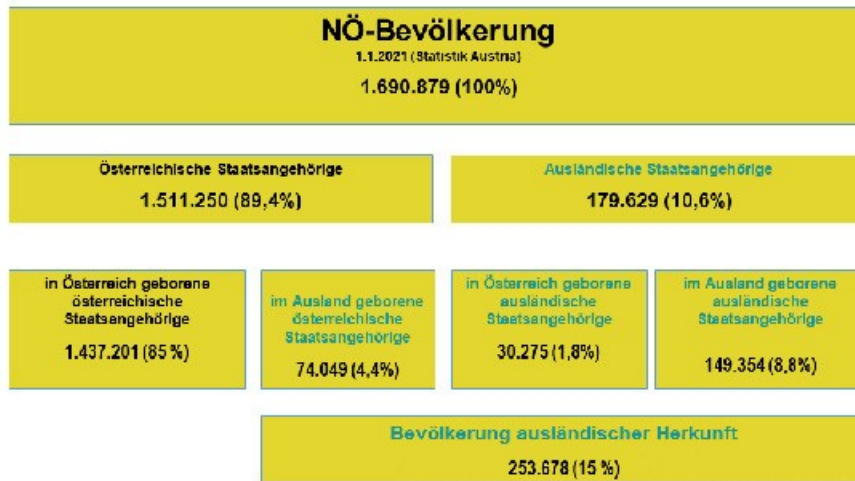 NÖ-Bevölkerung
1.1.2021 (Statistik Austria)
1.690.879 (100%)
Österreichische Staatsangehörige
1.511.250 (89,4%)
Ausländische Staatsangehörige
179.629 (10,6%)
in Österreich geborene
österreichische
Staatsangehörige
1.437.201 (85 %)
im Ausland geborene
österreichische
Staatsangehörige
74.049 (4,4%)
in Österreich geborene
ausländische
Staatsangehörige
30.275 (1,8%)
im Ausland geborene
ausländische
Staatsangehörige
149.354 (8,8%)
Bevölkerung ausländischer Herkunft
253.678 (15 %)